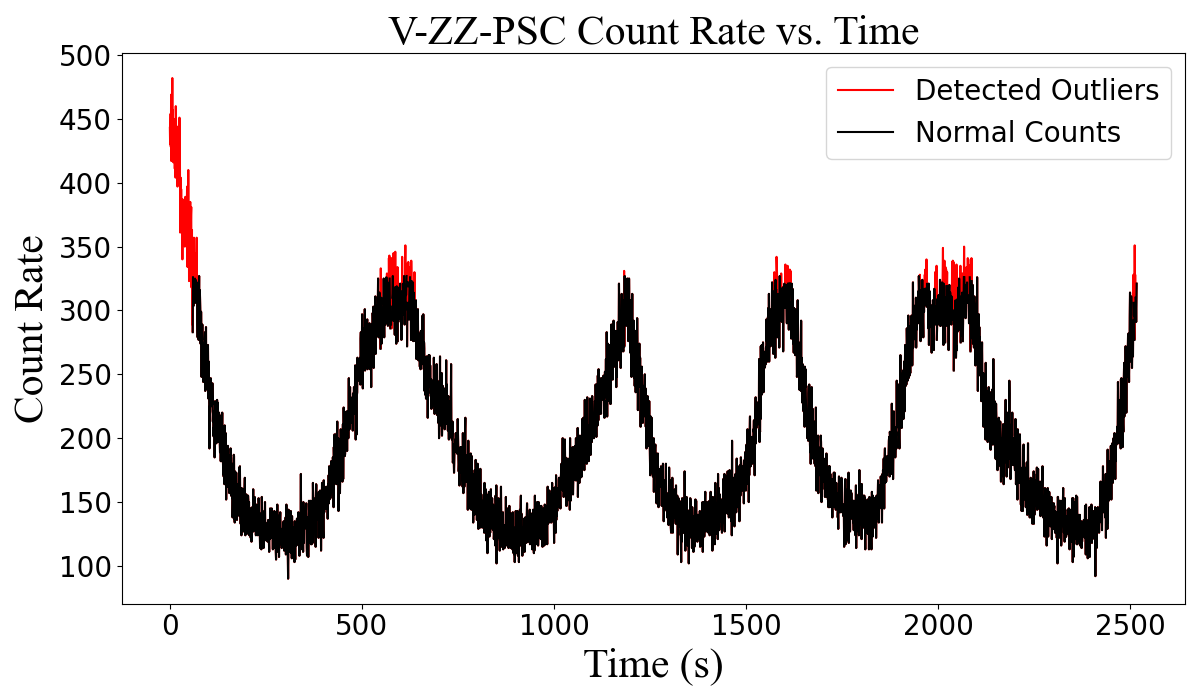 V-ZZ-PSC Count Rate vs. Time
Detected Outliers
Normal Counts
Count Rate
500
450
400
350
300
250
200
150
100
0 500 1000 1500 2000 2500
Time (s)